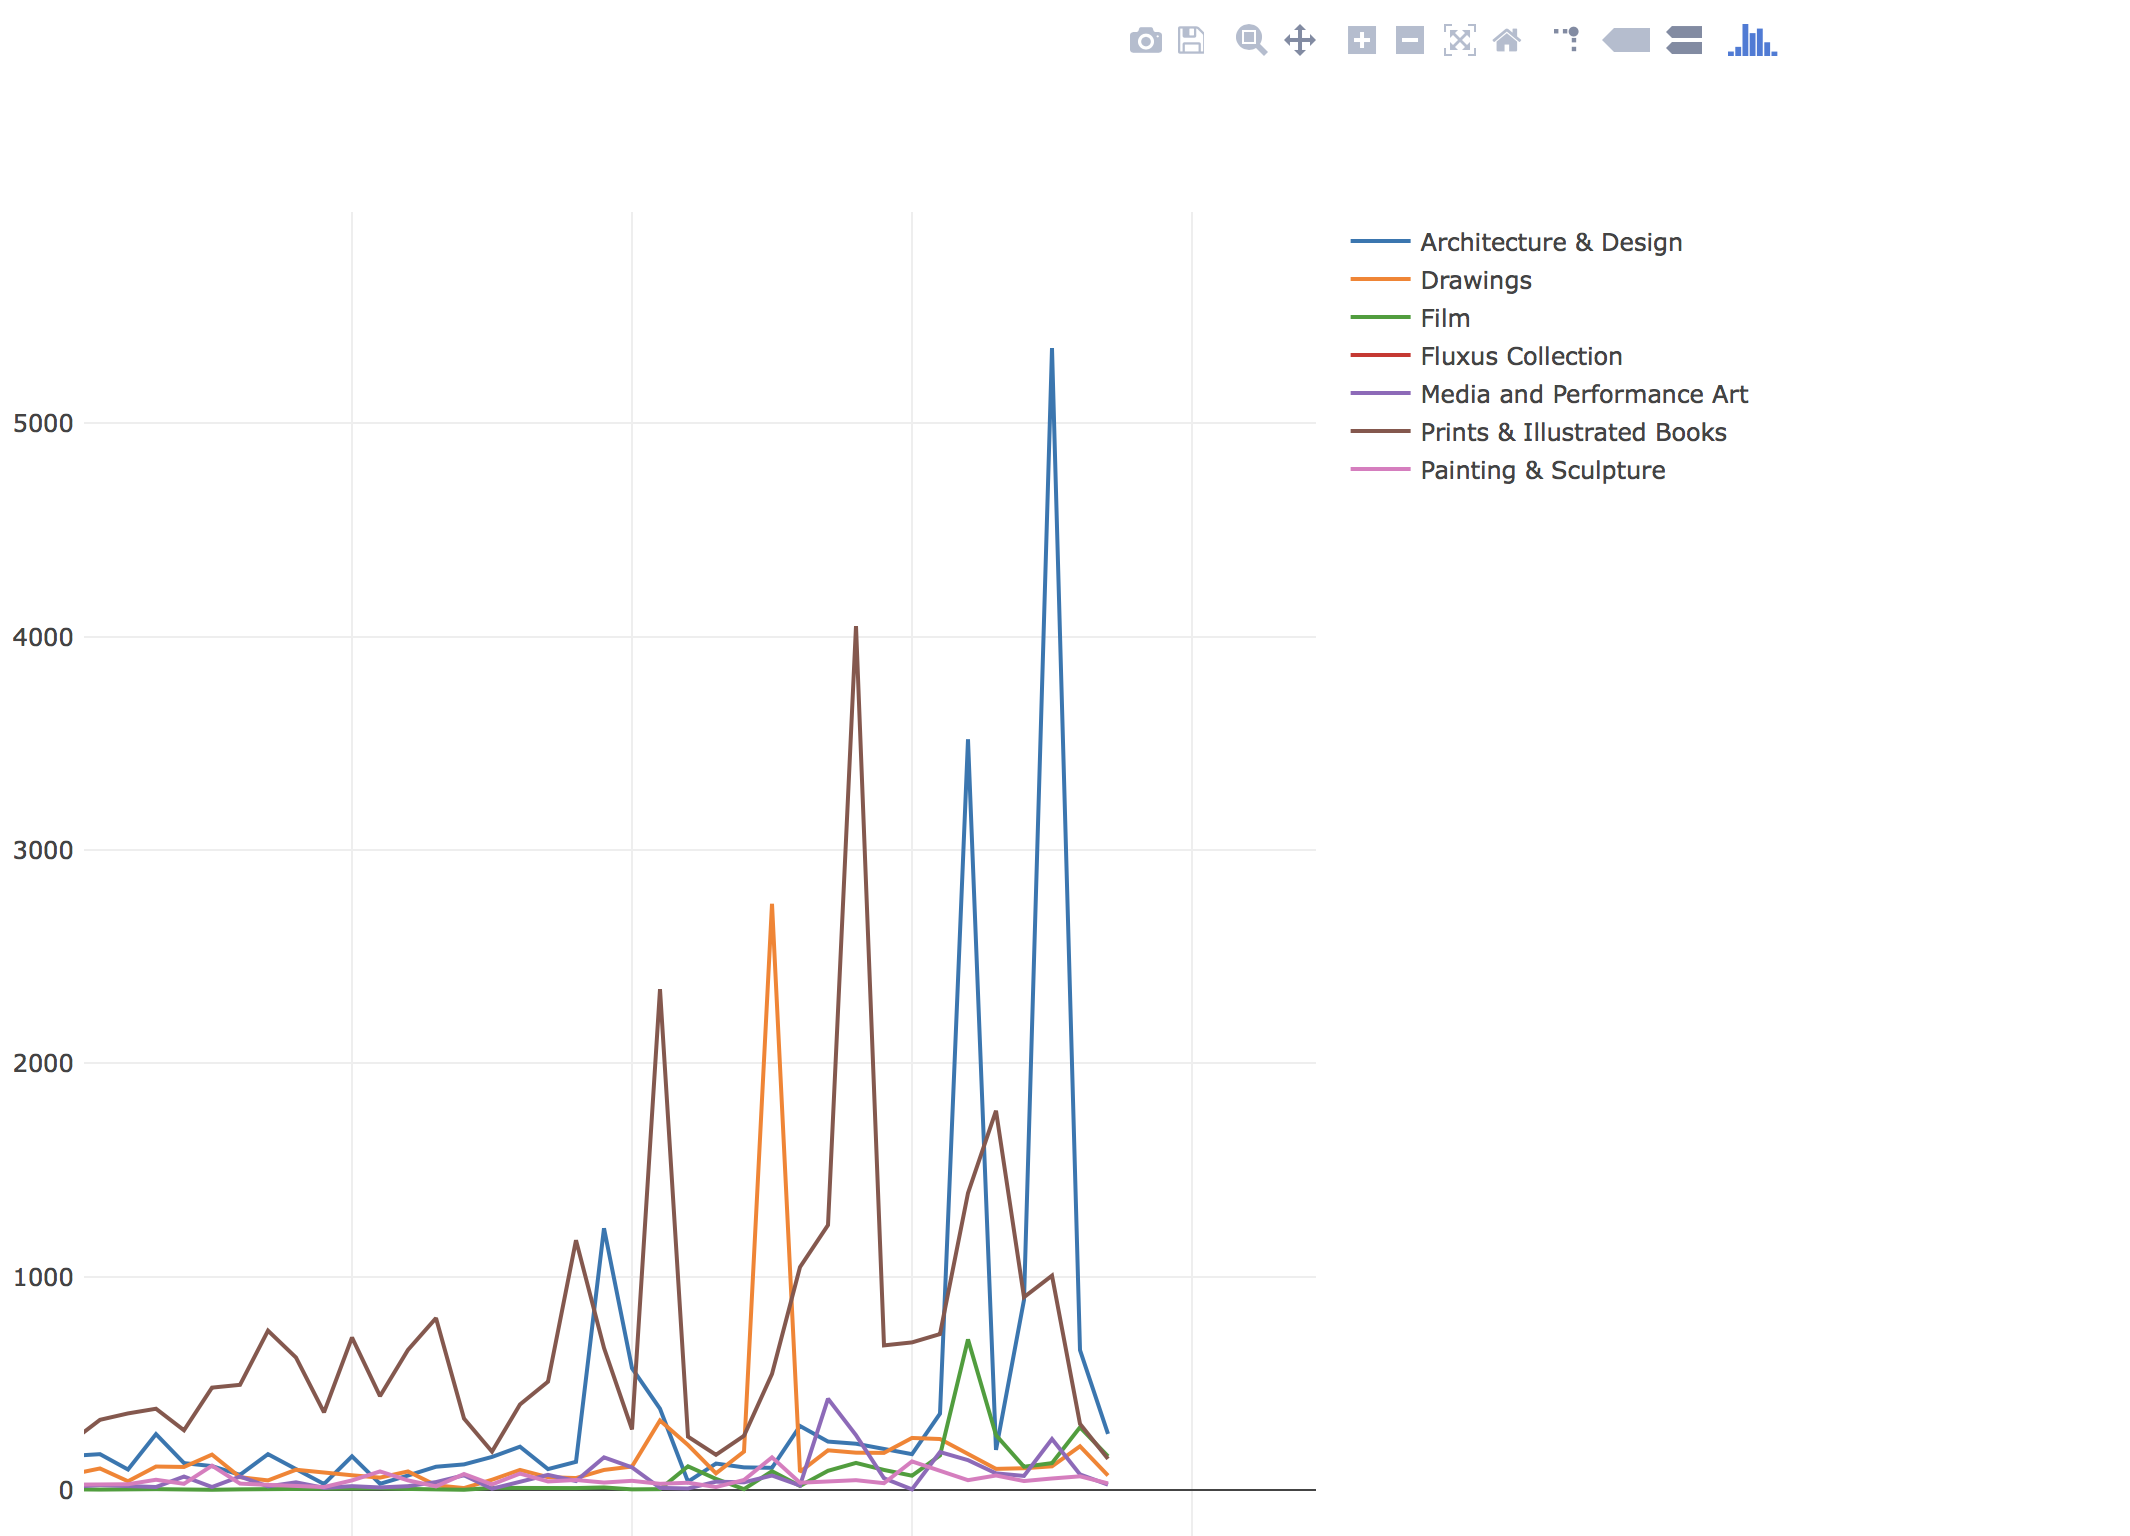 Architecture & Design
Drawings
Film
Fluxus Collection
Media and Performance Art
Prints & Illustrated Books
Painting & Sculpture
5000
4000
3000
2000
1000
0